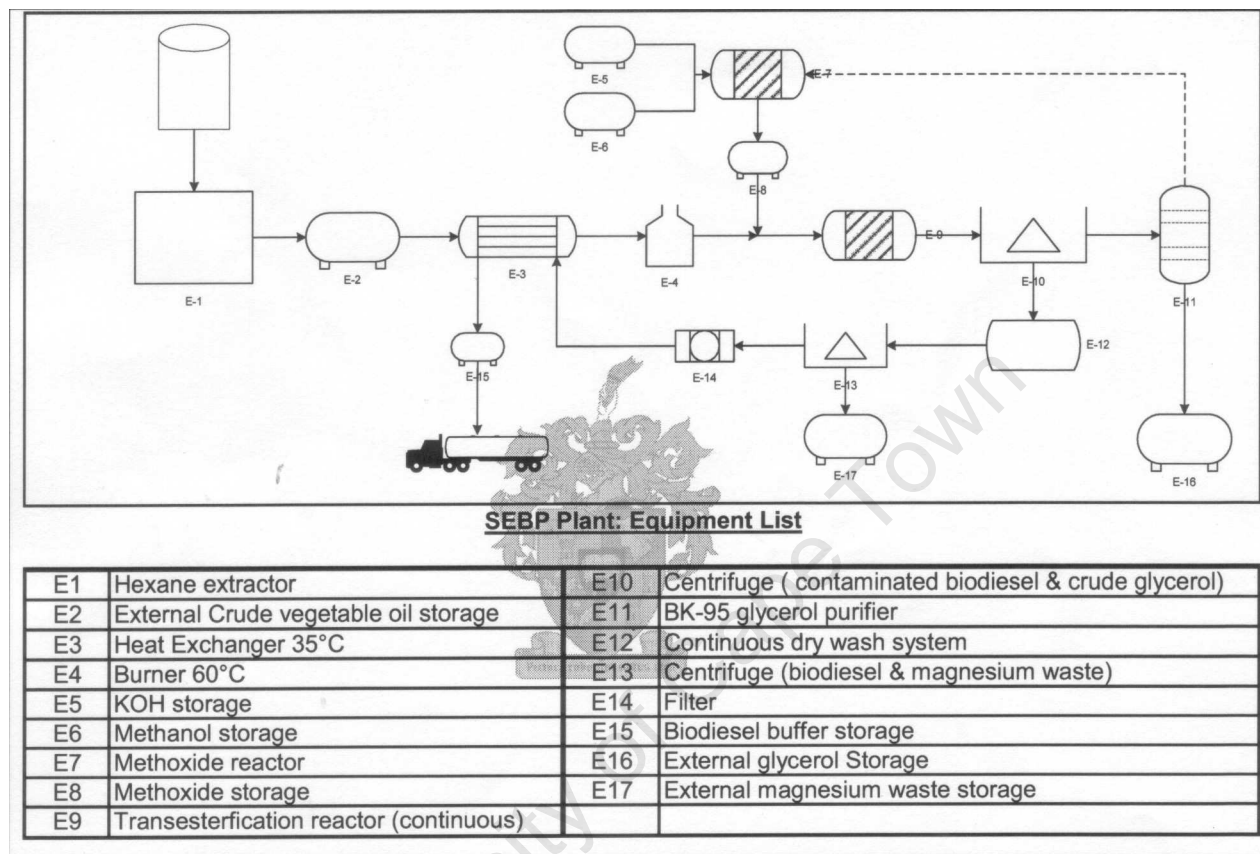 E-5
E-7
E-6
E-8
E-1
E-2
E-3
E-4
E-9
E-10
E-11
E-12
E-15
E-14
E-13
E-17
E-16
SEBP Plant: Equipment List
E1 Hexane extractor E10 Centrifuge ( contaminated biodiesel & crude glycerol)
E2 External Crude vegetable oil storage E11 BK-95 glycerol purifier
E3 Heat Exchanger 35°C E12 Continuous dry wash system
E4 Burner 60°C E13 Centrifuge (biodiesel & magnesium waste)
E5 KOH storage E14 Filter
E6 Methanol storage E15 Biodiesel buffer storage
E7 Methoxide reactor E16 External glycerol Storage
E8 Methoxide storage E17 External magnesium waste storage
E9 Transesterfication reactor (continuous)
University of Cape Town